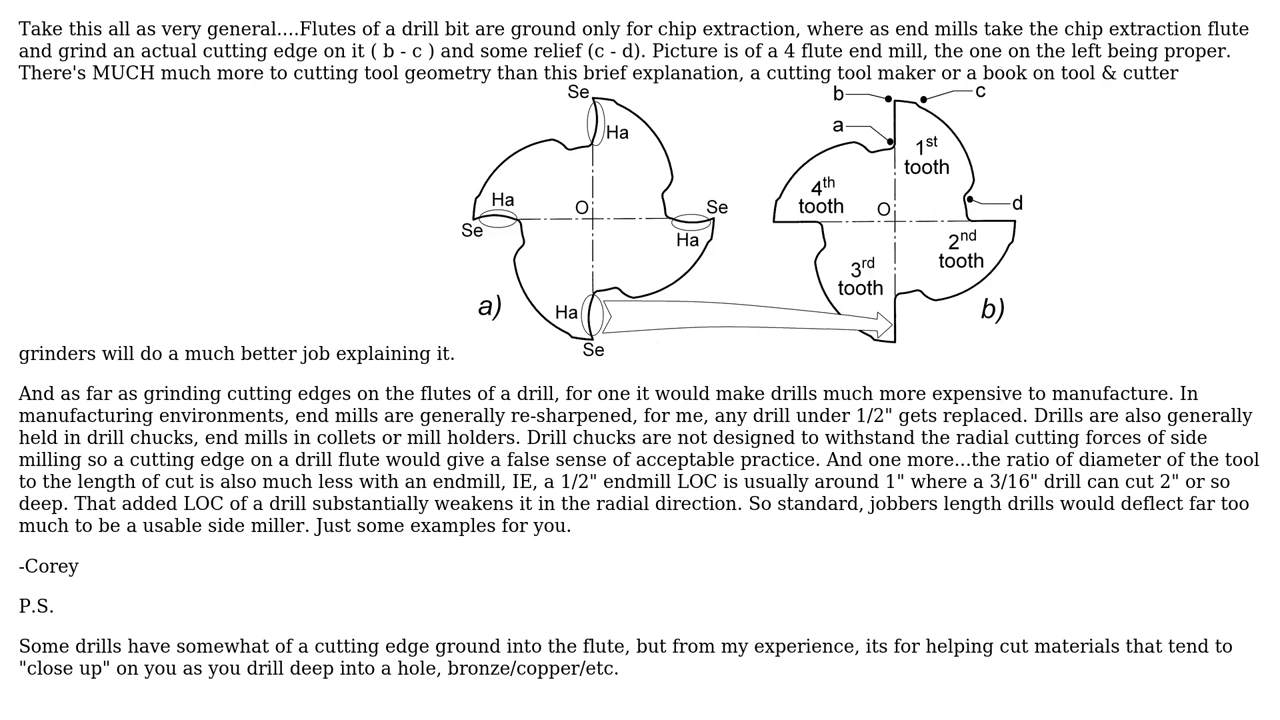 Take this all as very general....Flutes of a drill bit are ground only for chip extraction, where as end mills take the chip extraction flute
and grind an actual cutting edge on it ( b - c ) and some relief (c - d). Picture is of a 4 flute end mill, the one on the left being proper.
There's MUCH much more to cutting tool geometry than this brief explanation, a cutting tool maker or a book on tool & cutter
Se
b
c
Ha
a
1st
tooth
4th
tooth
Ha
Se
O
Se
Ha
O
d
2nd
tooth
3rd
tooth
a)
Ha
b)
Se
grinders will do a much better job explaining it.
And as far as grinding cutting edges on the flutes of a drill, for one it would make drills much more expensive to manufacture. In
manufacturing environments, end mills are generally re-sharpened, for me, any drill under 1/2" gets replaced. Drills are also generally
held in drill chucks, end mills in collets or mill holders. Drill chucks are not designed to withstand the radial cutting forces of side
milling so a cutting edge on a drill flute would give a false sense of acceptable practice. And one more...the ratio of diameter of the tool
to the length of cut is also much less with an endmill, IE, a 1/2" endmill LOC is usually around 1" where a 3/16" drill can cut 2" or so
deep. That added LOC of a drill substantially weakens it in the radial direction. So standard, jobbers length drills would deflect far too
much to be a usable side miller. Just some examples for you.
-Corey
P.S.
Some drills have somewhat of a cutting edge ground into the flute, but from my experience, its for helping cut materials that tend to
"close up" on you as you drill deep into a hole, bronze/copper/etc.